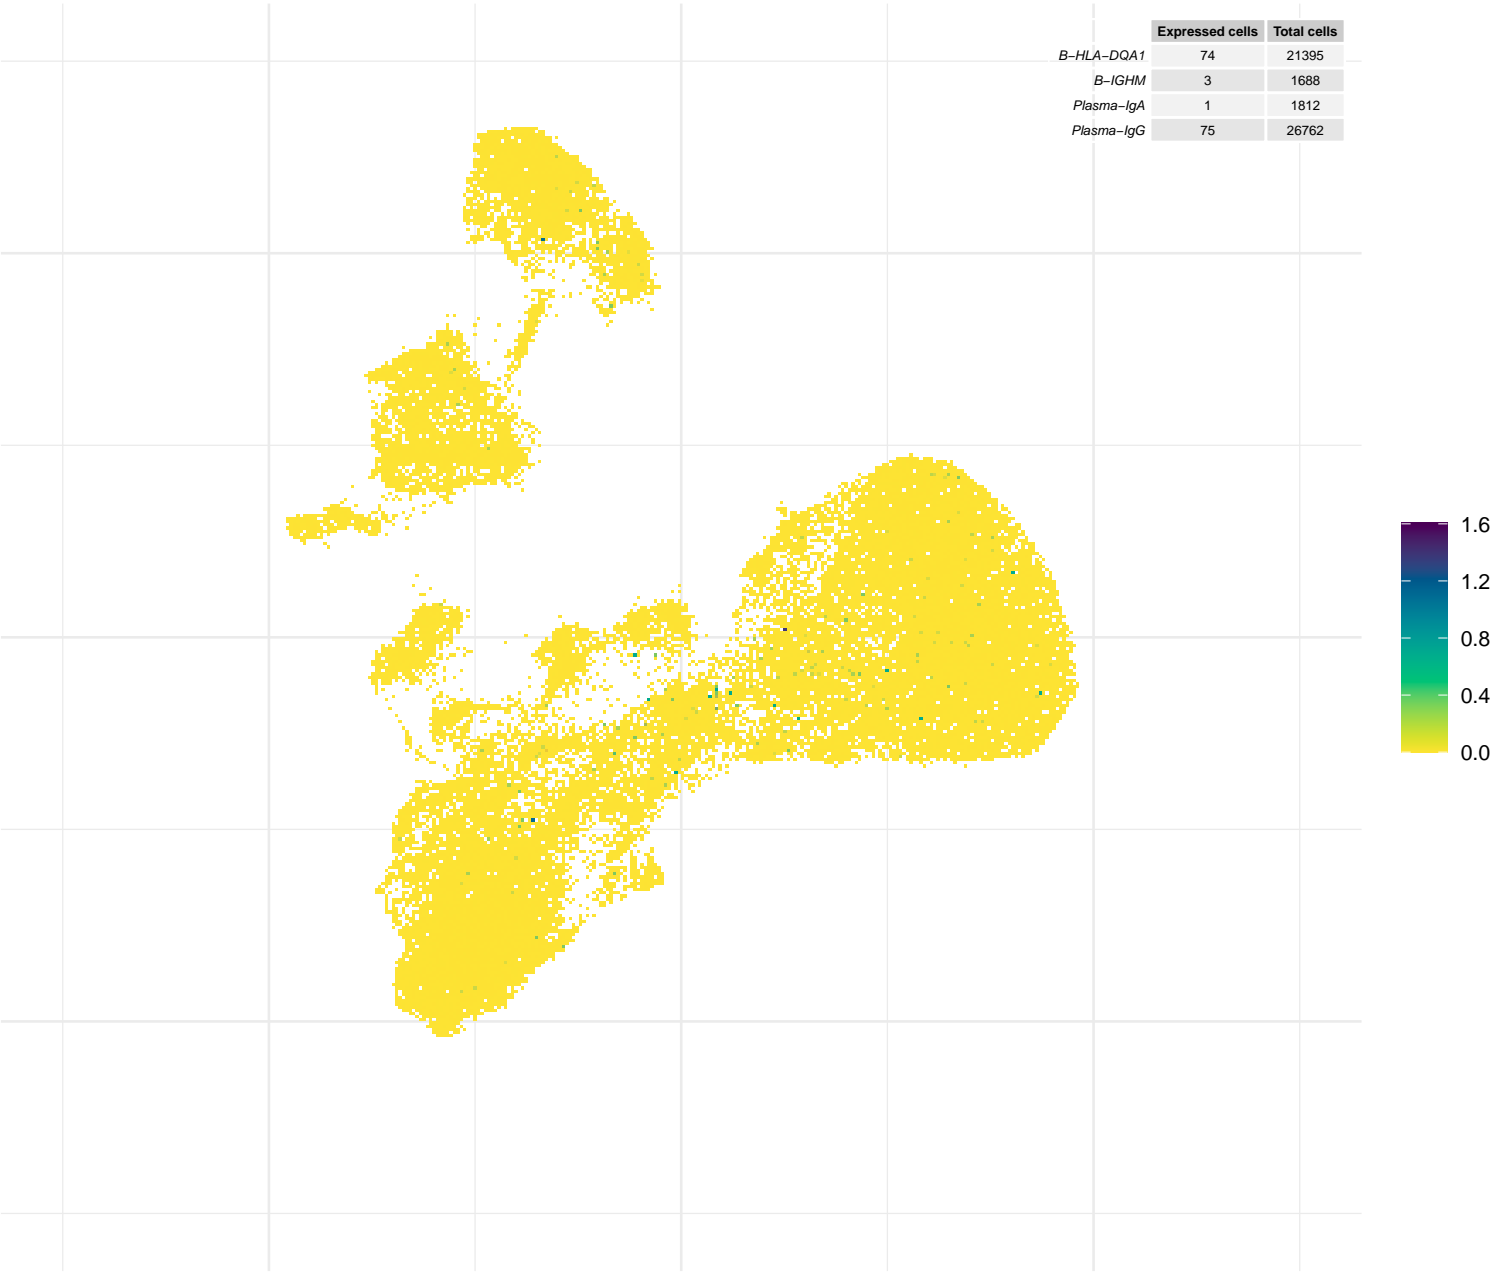 Expressed cells Total cells
B−HLA−DQA1 74 21395
B−IGHM 3 1688
Plasma−IgA 1 1812
Plasma−IgG 75 26762
1.6
1.2
0.8
0.4
0.0